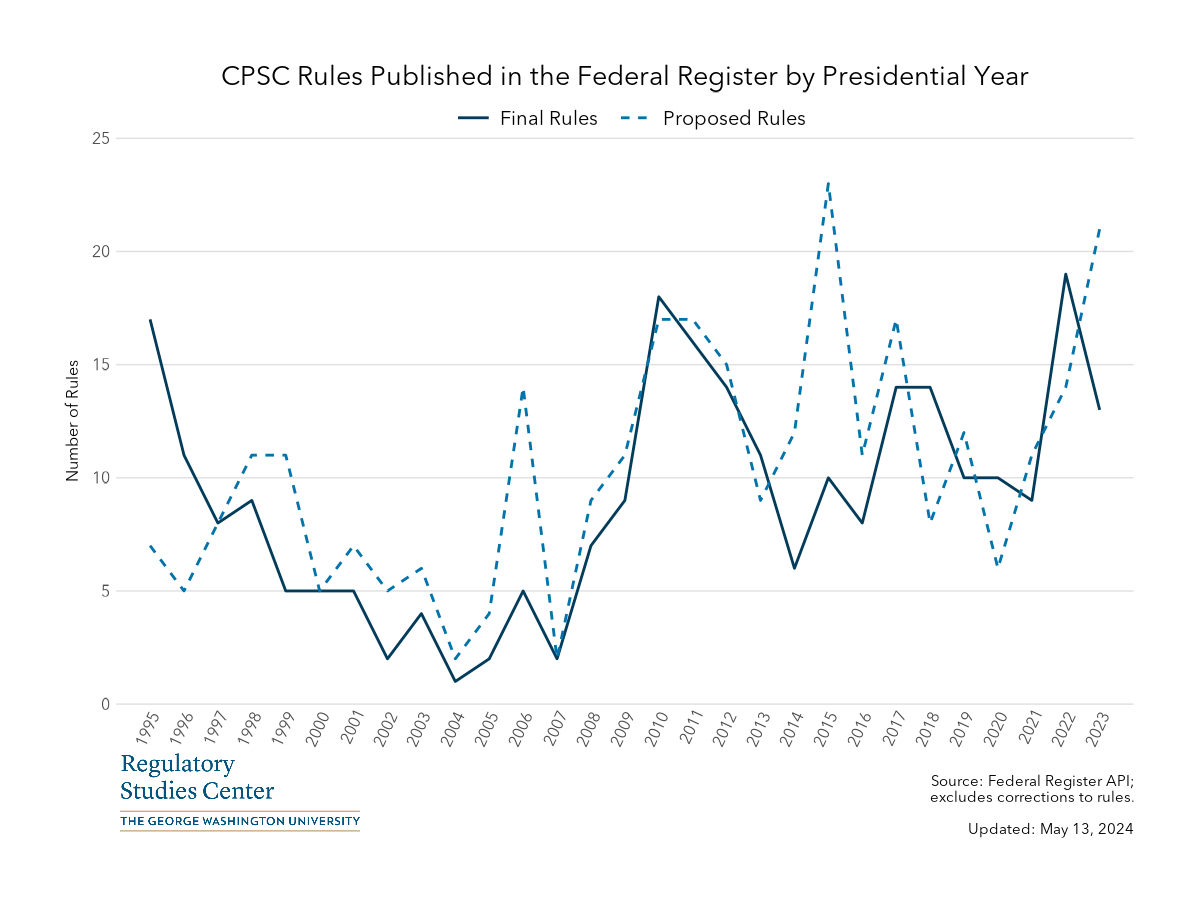 CPSC Rules Published in the Federal Register by Presidential Year
Final Rules Proposed Rules
25
20
15
10
5
0
Number of Rules
1995 1996 1997 1998 1999 2000 2001 2002 2003 2004 2005 2006 2007 2008 2009 2010 2011 2012 2013 2014 2015 2016 2017 2018 2019 2020 2021 2022 2023
Regulatory
Studies Center
THE GEORGE WASHINGTON UNIVERSITY
Source: Federal Register API;
excludes corrections to rules.
Updated: May 13, 2024